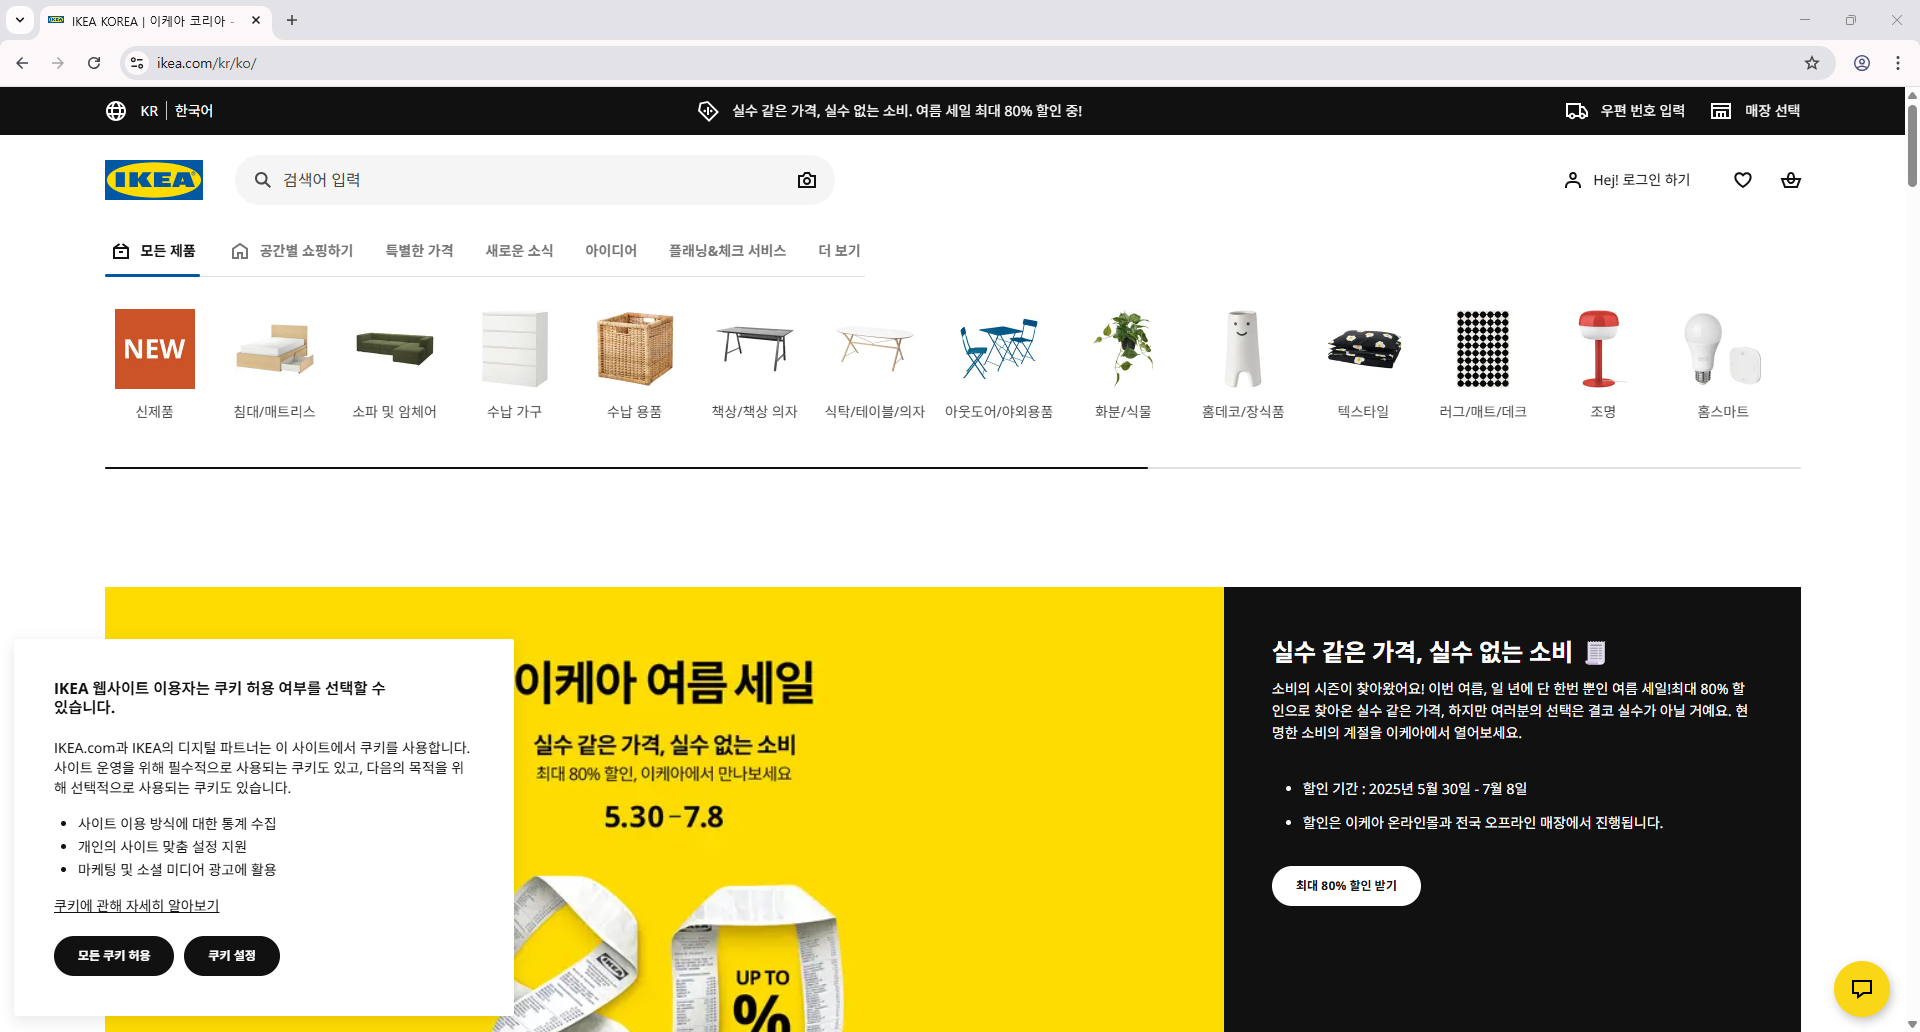 IKEA KOREA | 이케아 코리아 -
ikea.com/kr/ko/
KR | 한국어
실수 같은 가격, 실수 없는 소비. 여름 세일 최대 80% 할인 중!
우편 번호 입력
매장 선택
IKEA
검색어 입력
Hej! 로그인 하기
모든 제품
공간별 쇼핑하기
특별한 가격
새로운 소식
아이디어
플래닝&체크 서비스
더 보기
NEW
신제품
침대/매트리스
소파 및 암체어
수납 가구
수납 용품
책상/책상 의자
식탁/테이블/의자
아웃도어/야외용품
화분/식물
홈데코/장식품
텍스타일
러그/매트/데크
조명
홈스마트
이케아 여름 세일
실수 같은 가격, 실수 없는 소비
최대 80% 할인, 이케아에서 만나보세요
5.30–7.8
IKEA
UP TO
%
실수 같은 가격, 실수 없는 소비
소비의 시즌이 찾아왔어요! 이번 여름, 일 년에 단 한번 뿐인 여름 세일!최대 80% 할
인으로 찾아온 실수 같은 가격, 하지만 여러분의 선택은 결코 실수가 아닐 거예요. 현
명한 소비의 계절을 이케아에서 열어보세요.
• 할인 기간 : 2025년 5월 30일 - 7월 8일
• 할인은 이케아 온라인몰과 전국 오프라인 매장에서 진행됩니다.
최대 80% 할인 받기
IKEA 웹사이트 이용자는 쿠키 허용 여부를 선택할 수
있습니다.
IKEA.com과 IKEA의 디지털 파트너는 이 사이트에서 쿠키를 사용합니다.
사이트 운영을 위해 필수적으로 사용되는 쿠키도 있고, 다음의 목적을 위
해 선택적으로 사용되는 쿠키도 있습니다.
• 사이트 이용 방식에 대한 통계 수집
• 개인의 사이트 맞춤 설정 지원
• 마케팅 및 소셜 미디어 광고에 활용
쿠키에 관해 자세히 알아보기
모든 쿠키 허용
쿠키 설정